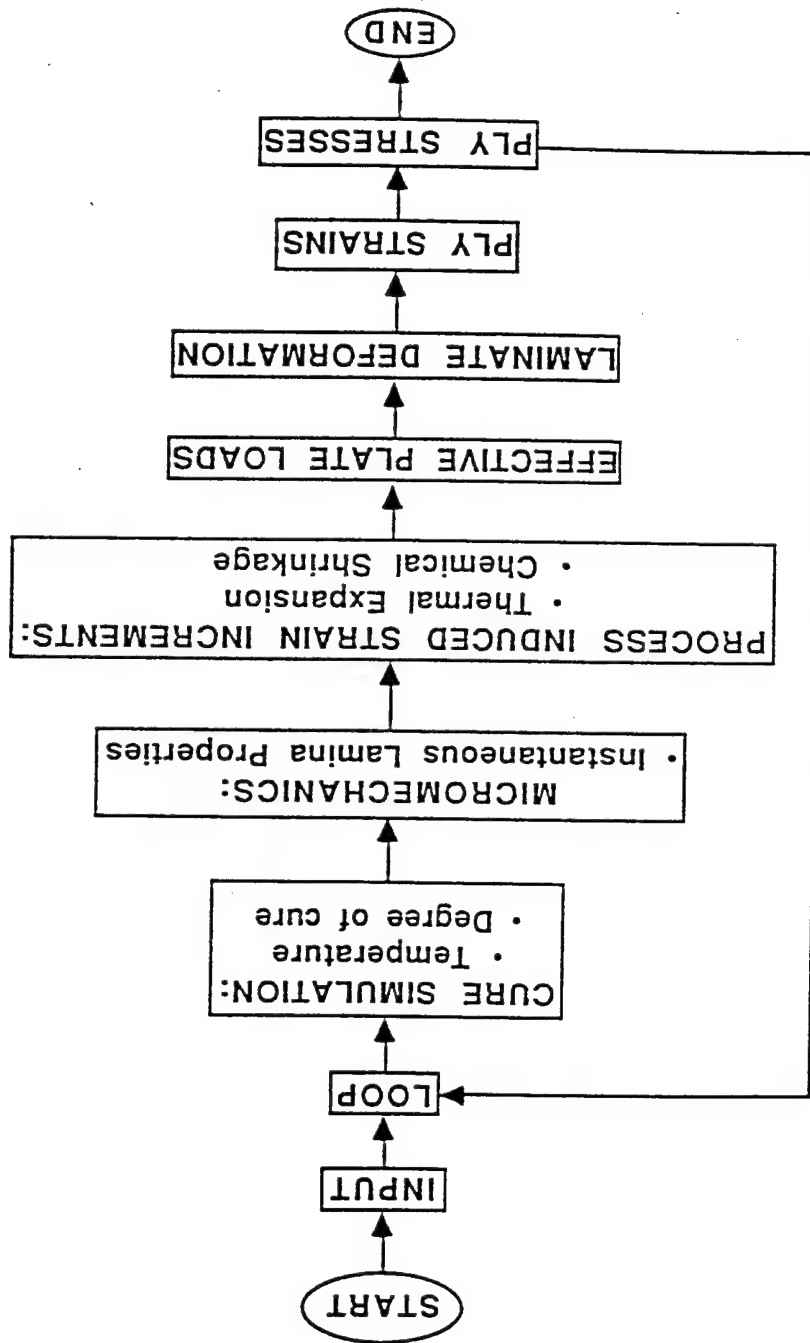 START
INPUT
LOOP
CURE SIMULATION:
• Temperature
• Degree of cure
MICROMECHANICS:
• Instantaneous Lamina Properties
PROCESS INDUCED STRAIN INCREMENTS:
• Thermal Expansion
• Chemical Shrinkage
EFFECTIVE PLATE LOADS
LAMINATE DEFORMATION
PLY STRAINS
PLY STRESSES
END